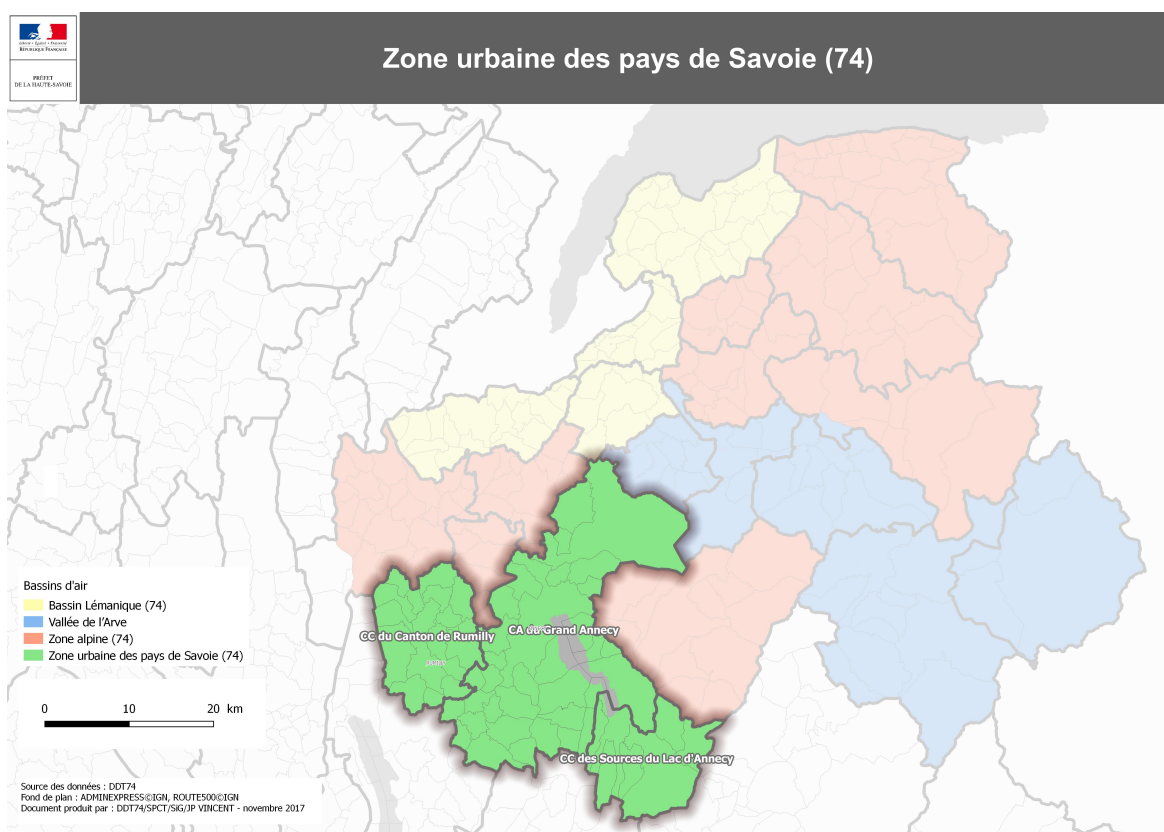 Liberté • Égalité • Fraternité
RÉPUBLIQUE FRANÇAISE
PRÉFET
DE LA HAUTE-SAVOIE
Zone urbaine des pays de Savoie (74)
CC du Canton de Rumilly
CA du Grand Annecy
CC des Sources du Lac d'Annecy
Bassins d'air
Bassin Lémanique (74)
Vallée de l'Arve
Zone alpine (74)
Zone urbaine des pays de Savoie (74)
0 10 20 km
Source des données : DDT74
Fond de plan : ADMINEXPRESS©IGN, ROUTE500©IGN
Document produit par : DDT74/SPCT/SiG/JP VINCENT - novembre 2017